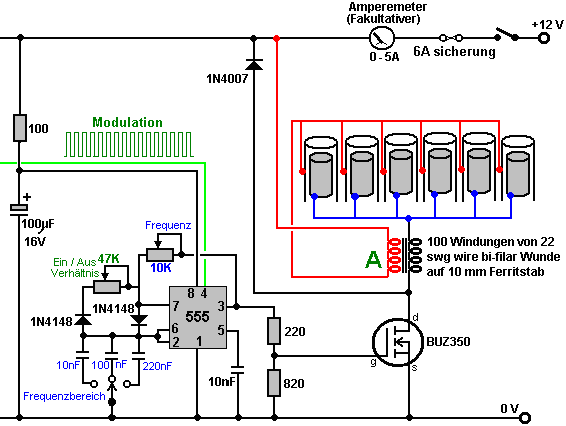 Amperemeter
(Fakultativer)
+12 V
0 - 5A
6A sicherung
1N4007
100
Modulation
+
100µF
16V
Frequenz
Ein / Aus
Verhältnis
47K
10K
A
100 Windungen von 22
swg wire bi-filar Wunde
auf 10 mm Ferritstab
8 4
7
3
555
6
2
5
1
1N4148
1N4148
220
d
BUZ350
g
s
10nF
100 nF
220nF
10nF
820
Frequenzbereich
0 V